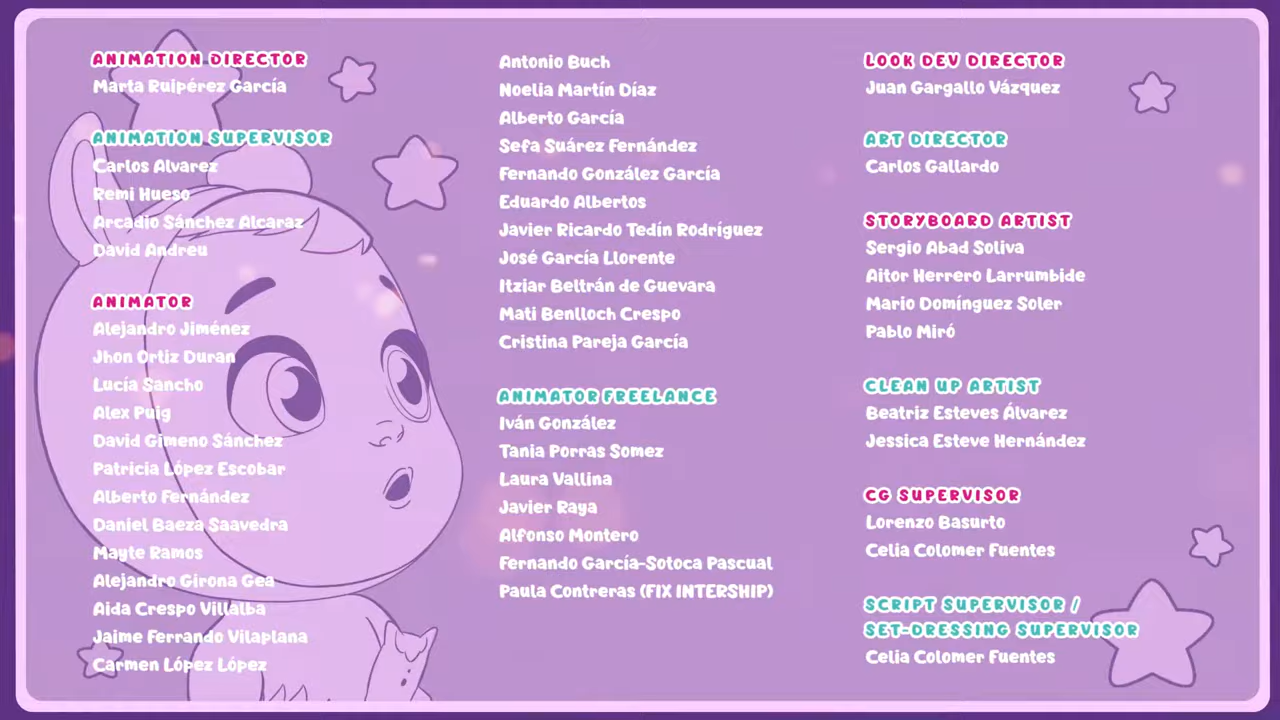 ANIMATION DIRECTOR
Marta Ruipérez García
ANIMATION SUPERVISOR
Carlos Alvarez
Remi Hueso
Arcadio Sánchez Alcaraz
David Andreu
ANIMATOR
Alejandro Jiménez
Jhon Ortiz Duran
Lucía Sancho
Alex Puig
David Gimeno Sánchez
Patricia López Escobar
Alberto Fernández
Daniel Baeza Saavedra
Mayte Ramos
Alejandro Girona Gea
Aida Crespo Villalba
Jaime Ferrando Vilaplana
Carmen López López
Antonio Buch
Noelia Martín Díaz
Alberto García
Sefa Suárez Fernández
Fernando González García
Eduardo Albertos
Javier Ricardo Tedín Rodríguez
José García Llorente
Itziar Beltrán de Guevara
Mati Benlloch Crespo
Cristina Pareja García
ANIMATOR FREELANCE
Iván González
Tania Porras Somez
Laura Vallina
Javier Raya
Alfonso Montero
Fernando García-Sotoca Pascual
Paula Contreras (FIX INTERSHIP)
LOOK DEV DIRECTOR
Juan Gargallo Vázquez
ART DIRECTOR
Carlos Gallardo
STORYBOARD ARTIST
Sergio Abad Soliva
Aitor Herrero Larrumbide
Mario Domínguez Soler
Pablo Miró
CLEAN UP ARTIST
Beatriz Esteves Álvarez
Jessica Esteve Hernández
CG SUPERVISOR
Lorenzo Basurto
Celia Colomer Fuentes
SCRIPT SUPERVISOR /
SET-DRESSING SUPERVISOR
Celia Colomer Fuentes